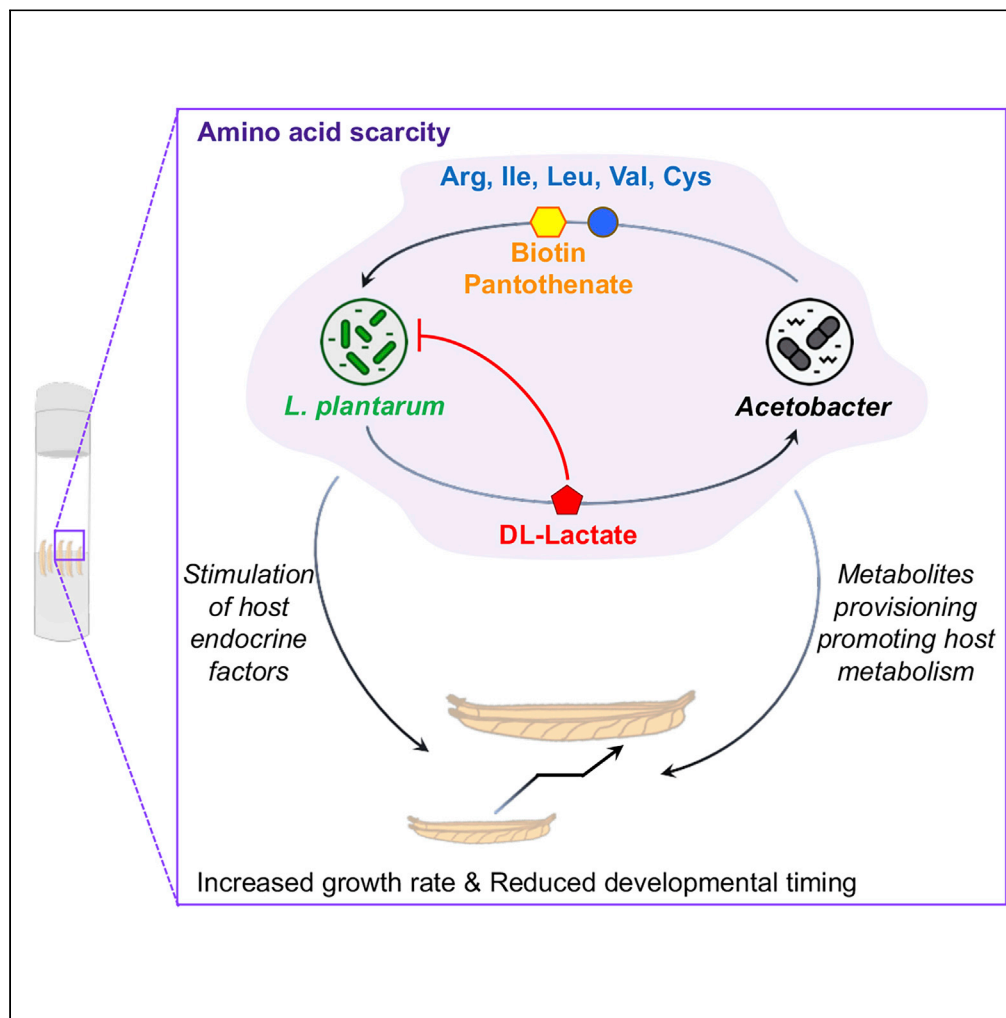 Amino acid scarcity
Arg, Ile, Leu, Val, Cys
Biotin
Pantothenate
L. plantarum
Acetobacter
DL-Lactate
Stimulation
of host
endocrine
factors
Metabolites
provisioning
promoting host
metabolism
Increased growth rate & Reduced developmental timing